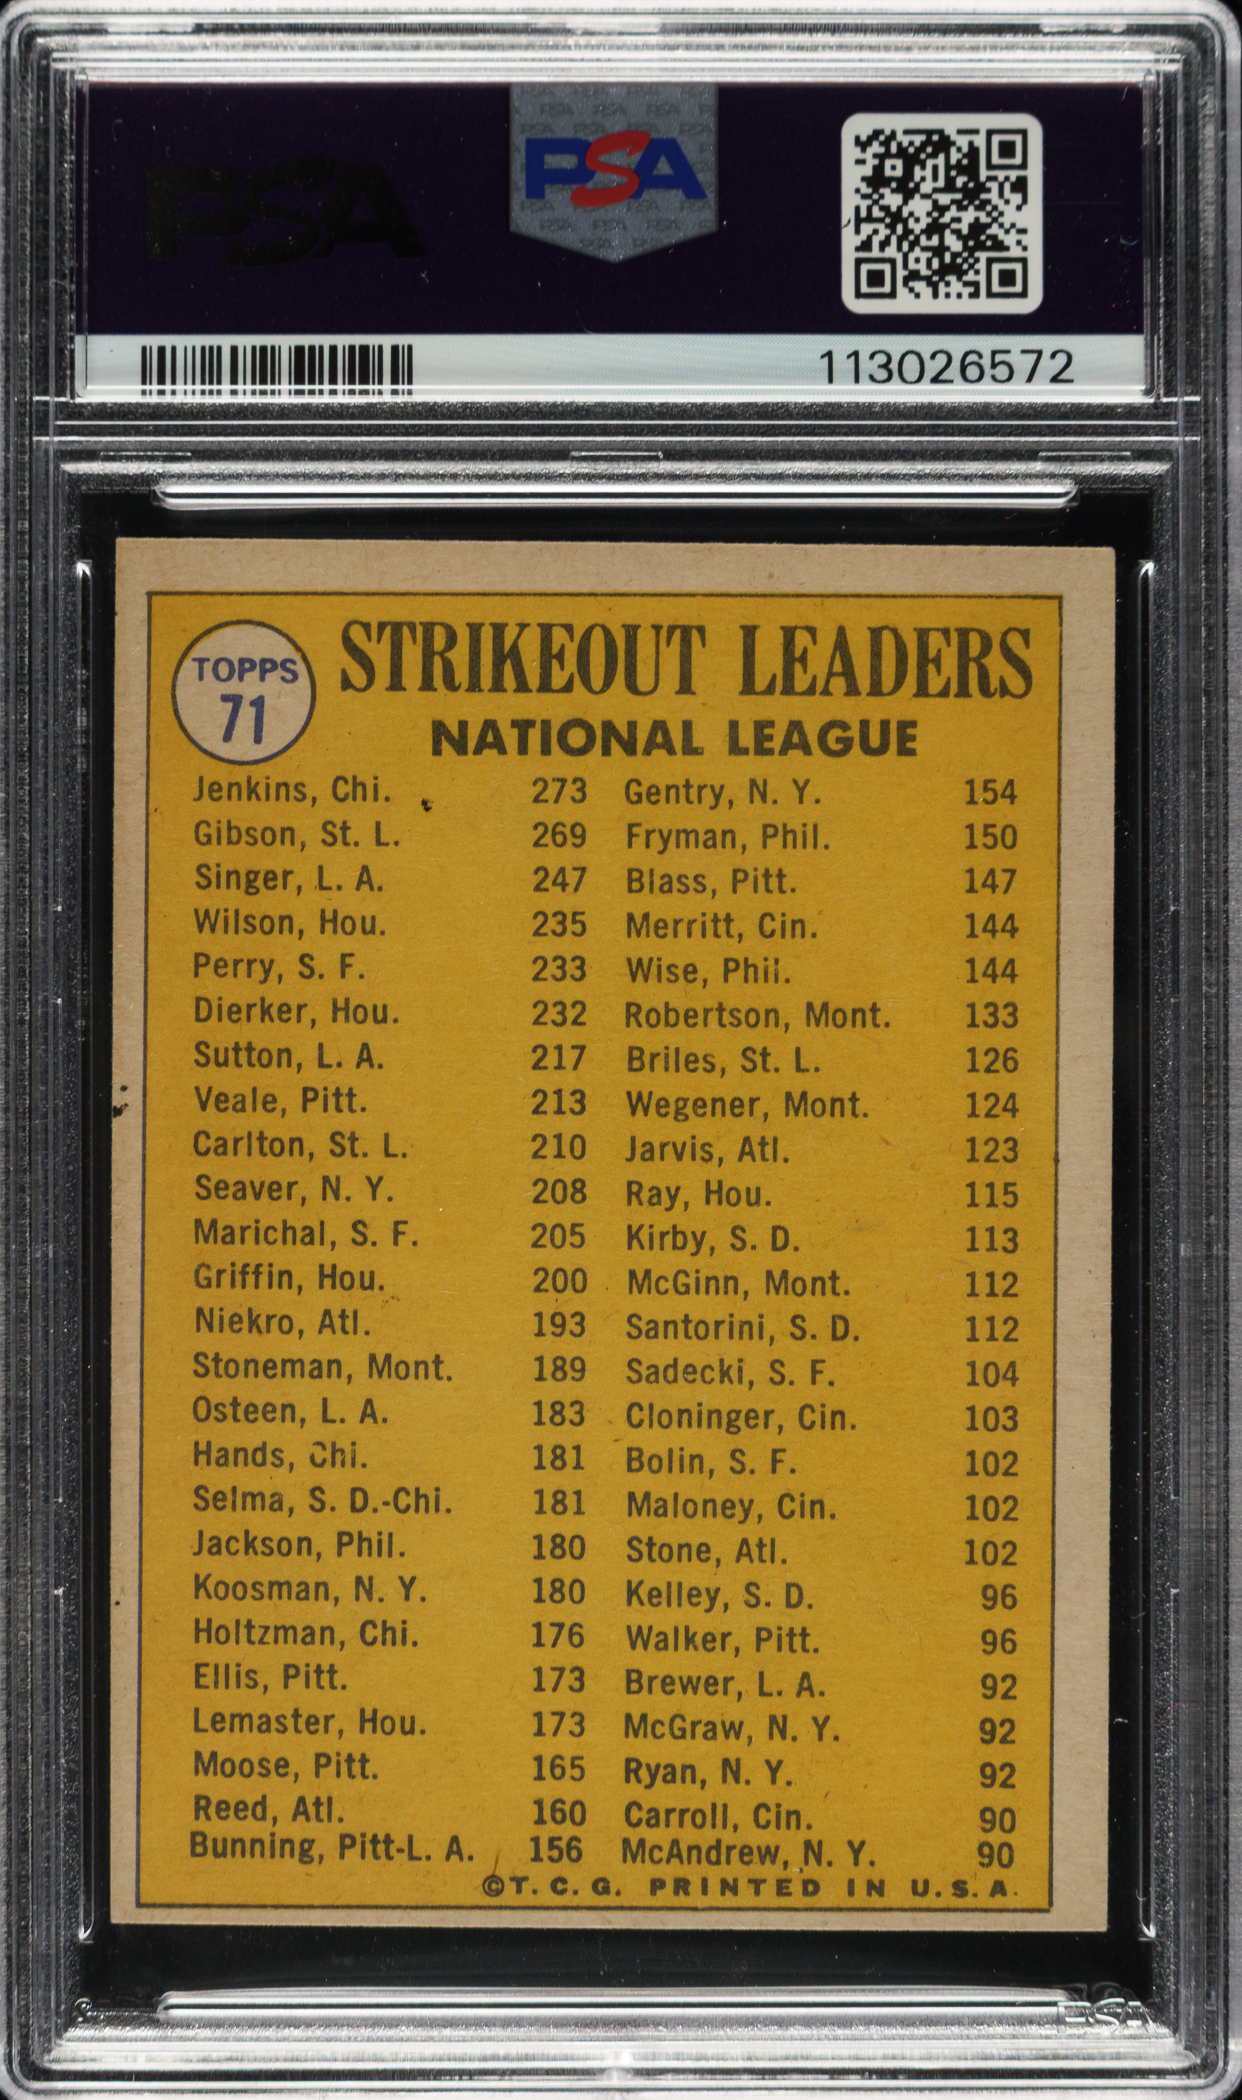 PSA
PSA
113026572
TOPPS
71
STRIKEOUT LEADERS
NATIONAL LEAGUE
Jenkins, Chi. 273 Gentry, N. Y. 154
Gibson, St. L. 269 Fryman, Phil. 150
Singer, L. A. 247 Blass, Pitt. 147
Wilson, Hou. 235 Merritt, Cin. 144
Perry, S. F. 233 Wise, Phil. 144
Dierker, Hou. 232 Robertson, Mont. 133
Sutton, L. A. 217 Briles, St. L. 126
Veale, Pitt. 213 Wegener, Mont. 124
Carlton, St. L. 210 Jarvis, Atl. 123
Seaver, N. Y. 208 Ray, Hou. 115
Marichal, S. F. 205 Kirby, S. D. 113
Griffin, Hou. 200 McGinn, Mont. 112
Niekro, Atl. 193 Santorini, S. D. 112
Stoneman, Mont. 189 Sadecki, S. F. 104
Osteen, L. A. 183 Cloninger, Cin. 103
Hands, Chi. 181 Bolin, S. F. 102
Selma, S. D.-Chi. 181 Maloney, Cin. 102
Jackson, Phil. 180 Stone, Atl. 102
Koosman, N. Y. 180 Kelley, S. D. 96
Holtzman, Chi. 176 Walker, Pitt. 96
Ellis, Pitt. 173 Brewer, L. A. 92
Lemaster, Hou. 173 McGraw, N. Y. 92
Moose, Pitt. 165 Ryan, N. Y. 92
Reed, Atl. 160 Carroll, Cin. 90
Bunning, Pitt-L. A. 156 McAndrew, N. Y. 90
©T. C. G. PRINTED IN U.S.A.
PSA